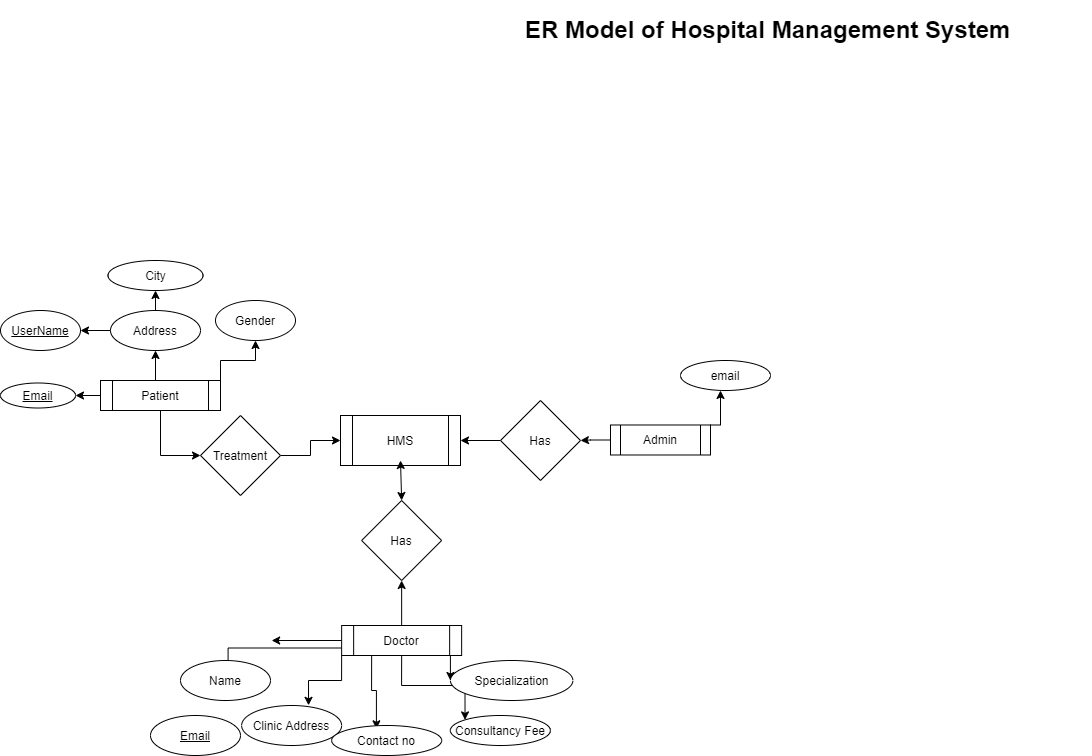 ER Model of Hospital Management System
City
UserName
Address
Gender
Email
Patient
email
Treatment
HMS
Has
Admin
Has
Doctor
Name
Specialization
Email
Clinic Address
Contact no
Consultancy Fee